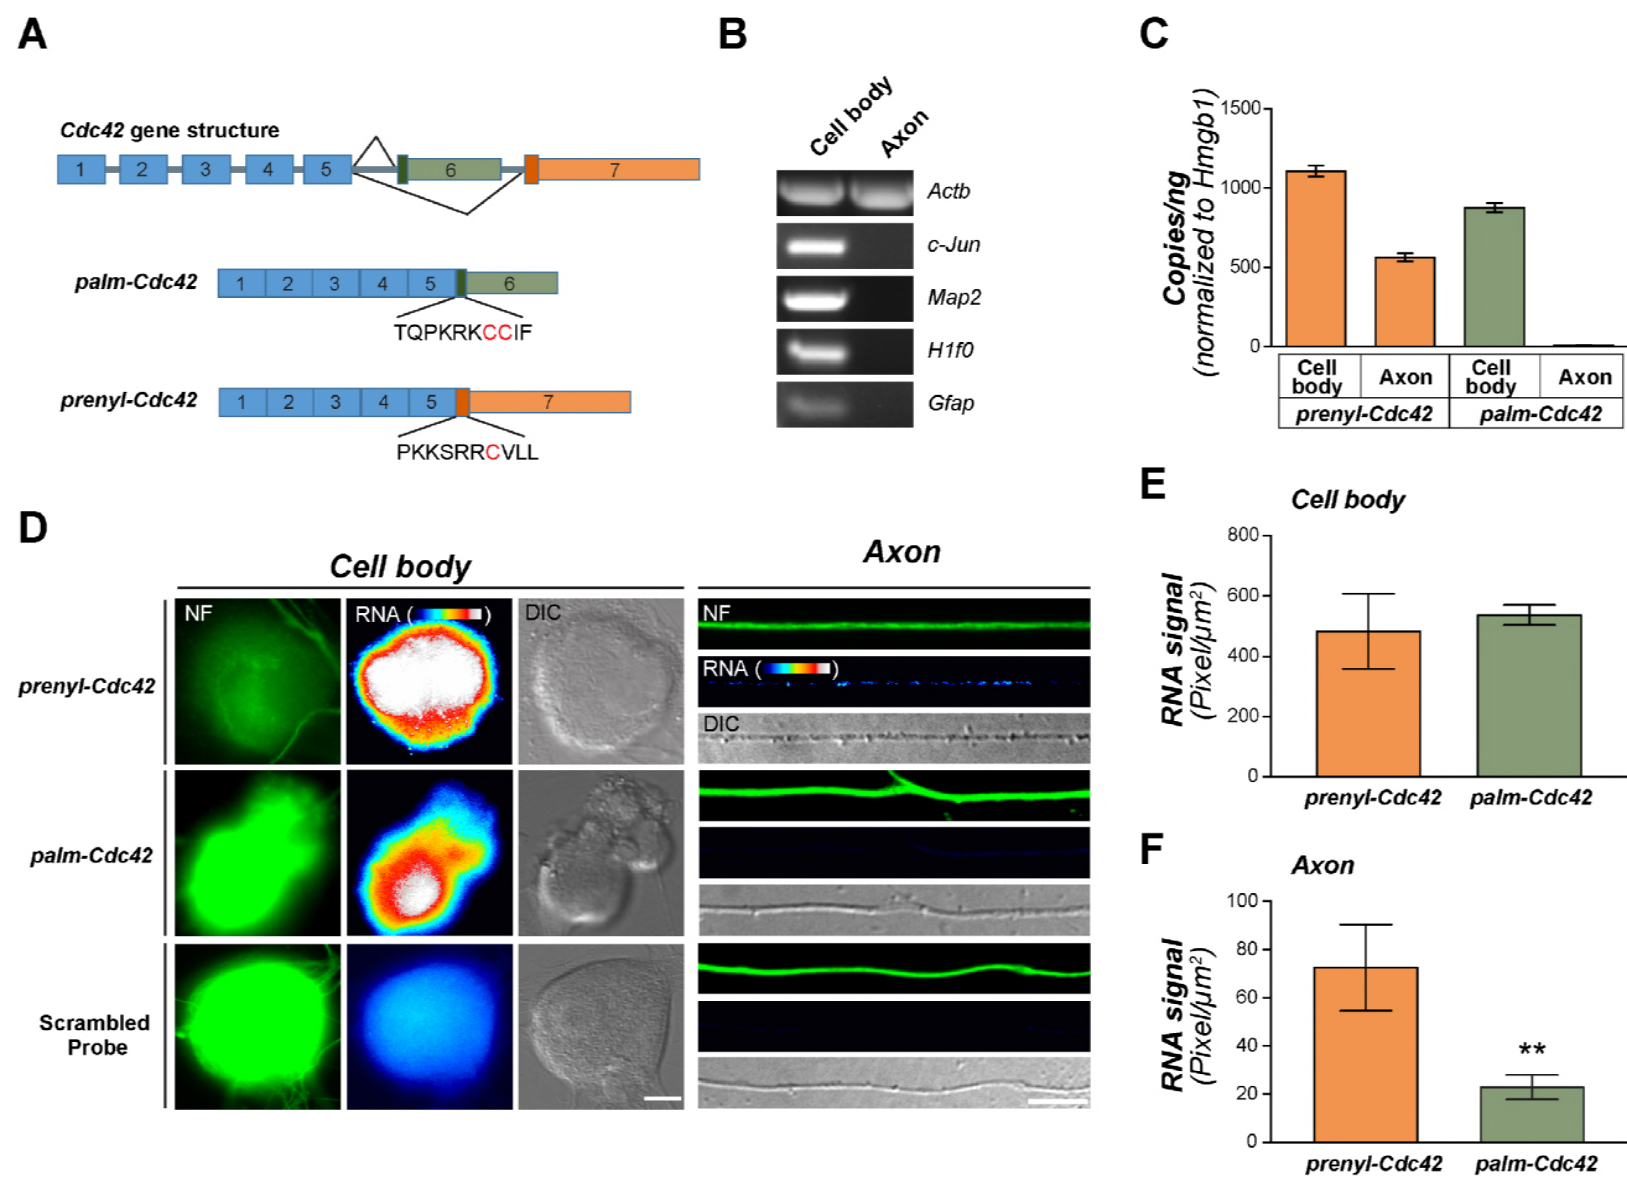 A
Cdc42 gene structure
1 2 3 4 5 6 7
palm-Cdc42
1 2 3 4 5 6
TQPKRKCCIF
prenyl-Cdc42
1 2 3 4 5 7
PKKSRRCVLL
B
Cell body
Axon
Actb
c-Jun
Map2
H1f0
Gfap
C
Copies/ng
(normalized to Hmgb1)
1500
1000
500
0
Cell body Axon Cell body Axon
prenyl-Cdc42 palm-Cdc42
D
Cell body
Axon
NF RNA ( ) DIC
NF
RNA ( )
DIC
prenyl-Cdc42
palm-Cdc42
Scrambled
Probe
E
Cell body
RNA signal
(Pixel/μm²)
800
600
400
200
0
prenyl-Cdc42 palm-Cdc42
F
Axon
RNA signal
(Pixel/μm²)
100
80
60
40
20
0
**
prenyl-Cdc42 palm-Cdc42